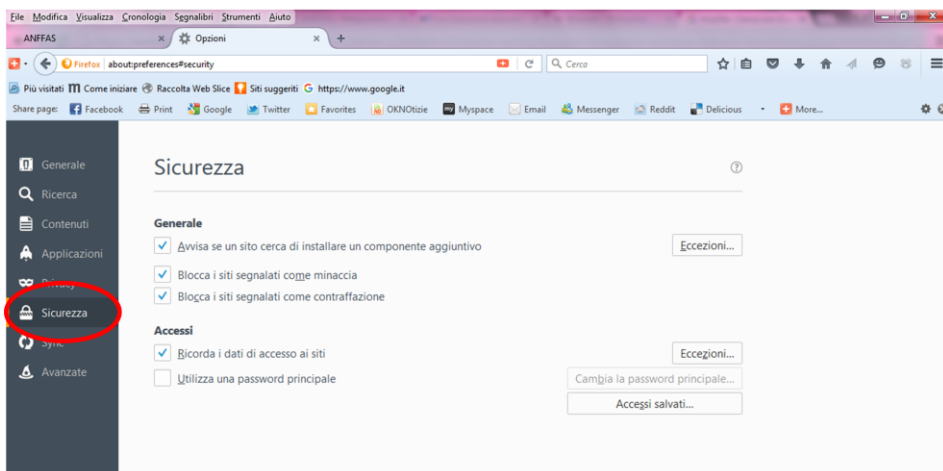 File Modifica Visualizza Cronologia Segnalibri Strumenti Aiuto
ANFFAS Opzioni
Firefox about:preferences#security Cerca
Più visitati Come iniziare Raccolta Web Slice Siti suggeriti https://www.google.it
Share page: Facebook Print Google Twitter Favorites OKNOtizie Myspace Email Messenger Reddit Delicious More...
Generale
Ricerca
Contenuti
Applicazioni
Privacy
Sicurezza
Sync
Avanzate
Sicurezza
Generale
Avvisa se un sito cerca di installare un componente aggiuntivo Eccezioni...
Blocca i siti segnalati come minaccia
Blocca i siti segnalati come contraffazione
Accessi
Ricorda i dati di accesso ai siti Eccezioni...
Utilizza una password principale Cambia la password principale...
Accessi salvati...